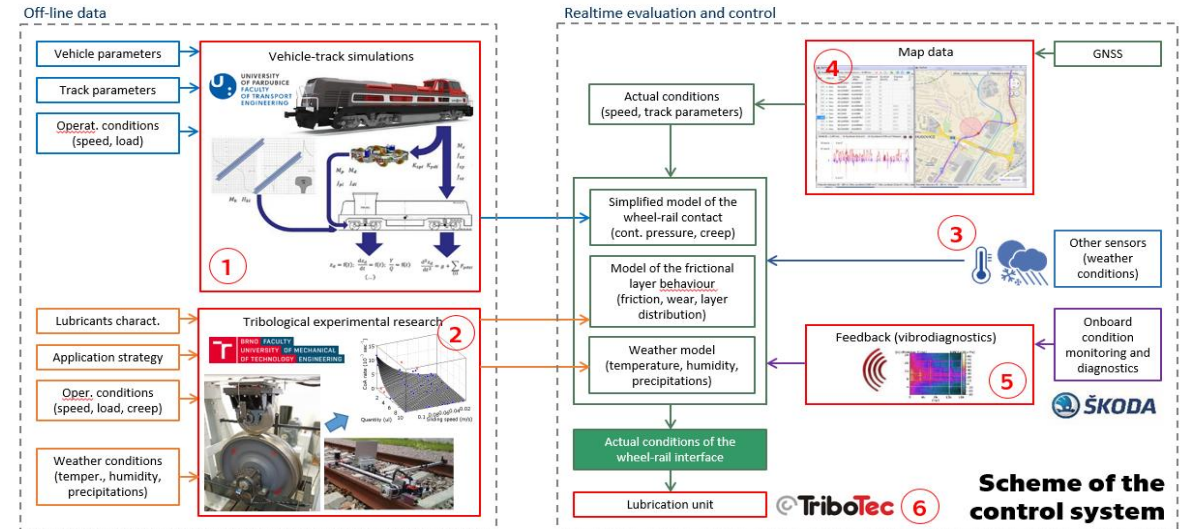 Off-line data
Vehicle parameters
Track parameters
Operat. conditions
(speed, load)
Vehicle-track simulations
UNIVERSITY
OF PARDUBICE
FACULTY
OF TRANSPORT
ENGINEERING
1
Lubricants charact.
Application strategy
Oper. conditions
(speed, load, creep)
Weather conditions
(temper., humidity,
precipitations)
Tribological experimental research
2
BRNO FACULTY
UNIVERSITY OF MECHANICAL
OF TECHNOLOGY ENGINEERING
Quantity (ul)
Realtime evaluation and control
Actual conditions
(speed, track parameters)
Simplified model of the
wheel-rail contact
(cont. pressure, creep)
Model of the frictional
layer behaviour
(friction, wear, layer
distribution)
Weather model
(temperature, humidity,
precipitations)
Actual conditions of the
wheel-rail interface
Lubrication unit
TriboTec
6
Map data
4
GNSS
3
Other sensors
(weather
conditions)
Feedback (vibrodiagnostics)
5
Onboard
condition
monitoring and
diagnostics
ŠKODA
Scheme of the
control system